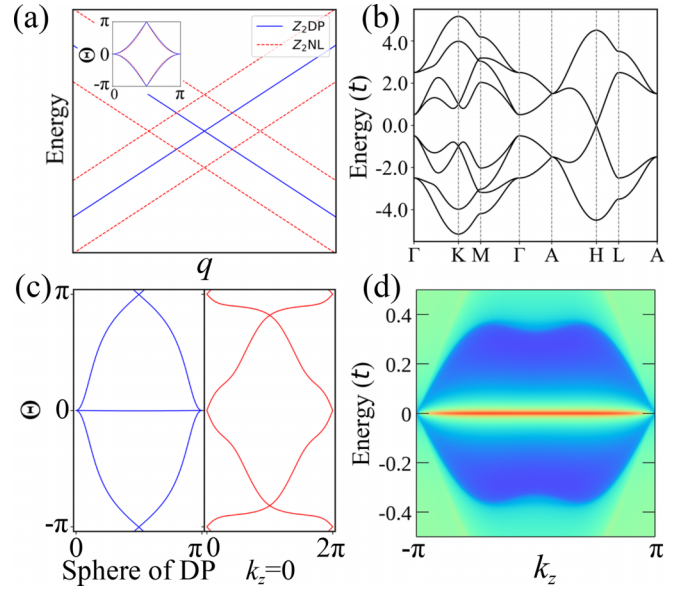 (a)
π
Θ 0
-π
0 π
Z₂DP
Z₂NL
Energy
q
(b)
Energy (t)
4.0
2.0
0.0
-2.0
-4.0
Γ K M Γ A H L A
(c)
π
Θ 0
-π
0 π 0 2π
Sphere of DP k_z=0
(d)
Energy (t)
0.4
0.2
0
-0.2
-0.4
-π π
k_z